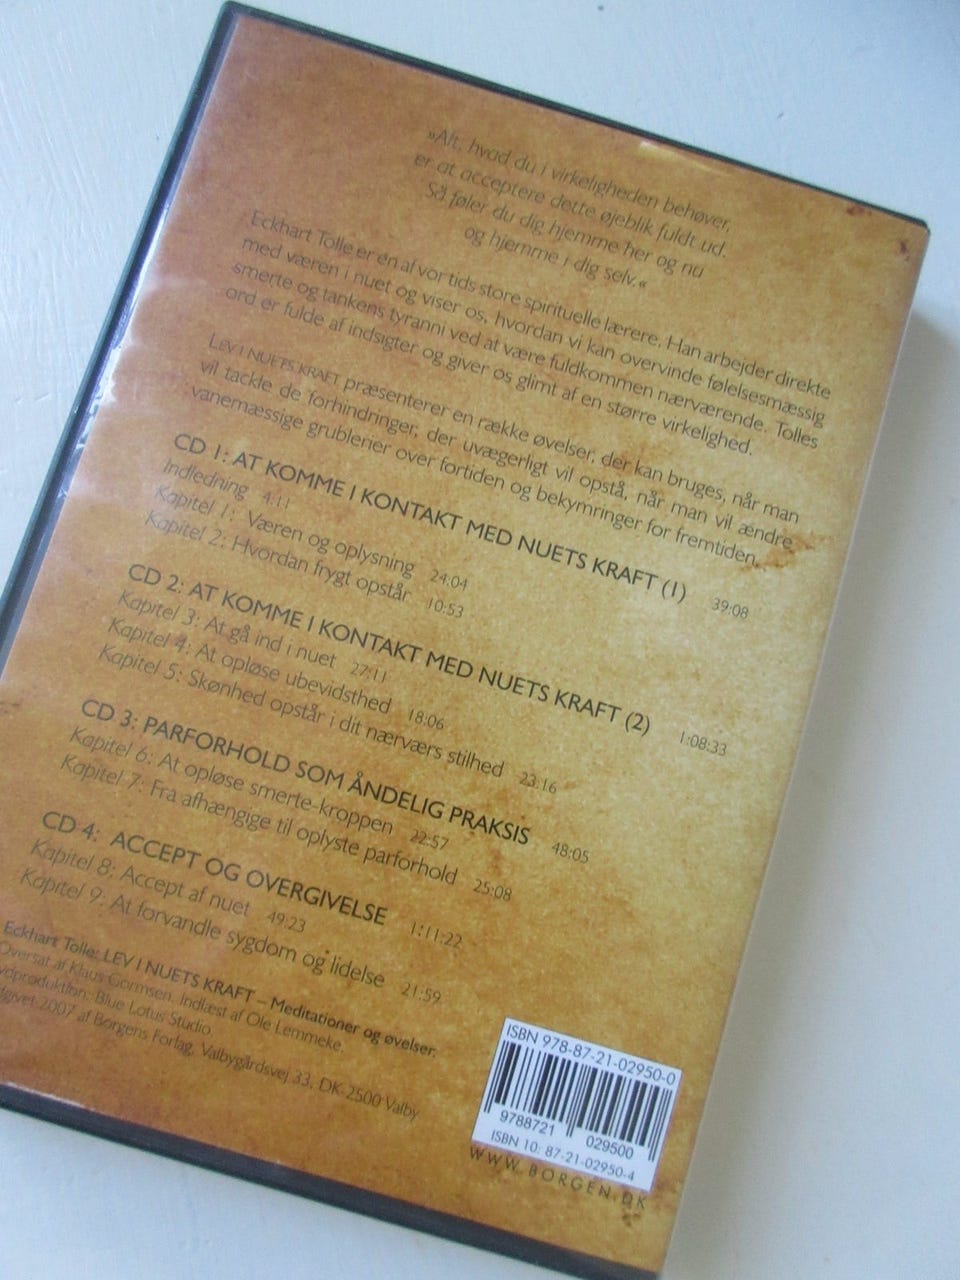 »Alt, hvad du i virkeligheden behøver,
er at acceptere dette øjeblik fuldt ud.
Så føler du dig hjemme her og nu
og hjemme i dig selv.«
Eckhart Tolle er én af vor tids store spirituelle lærere. Han arbejder direkte
med væren i nuet og viser os, hvordan vi kan overvinde følelsesmæssig
smerte og tankens tyranni ved at være fuldkommen nærværende. Tolles
ord er fulde af indsigter og giver os glimt af en større virkelighed.
LEV I NUETS KRAFT præsenterer en række øvelser, der kan bruges, når man
vil tackle de forhindringer, der uvægerligt vil opstå, når man vil ændre
vanemæssige grublerier over fortiden og bekymringer for fremtiden.
CD 1: AT KOMME I KONTAKT MED NUETS KRAFT (1) 39:08
Indledning 4:11
Kapitel 1: Væren og oplysning 24:04
Kapitel 2: Hvordan frygt opstår 10:53
CD 2: AT KOMME I KONTAKT MED NUETS KRAFT (2) 1:08:33
Kapitel 3: At gå ind i nuet 27:11
Kapitel 4: At opløse ubevidsthed 18:06
Kapitel 5: Skønhed opstår i dit nærværs stilhed 23:16
CD 3: PARFORHOLD SOM ÅNDELIG PRAKSIS 48:05
Kapitel 6: At opløse smerte-kroppen 22:57
Kapitel 7: Fra afhængige til oplyste parforhold 25:08
CD 4: ACCEPT OG OVERGIVELSE 1:11:22
Kapitel 8: Accept af nuet 49:23
Kapitel 9: At forvandle sygdom og lidelse 21:59
Eckhart Tolle: LEV I NUETS KRAFT – Meditationer og øvelser.
Oversat af Klaus Gormsen. Indlæst af Ole Lemmeke.
Lydproduktion: Blue Lotus Studio.
Udgivet 2007 af Borgens Forlag, Valbygårdsvej 33, DK-2500 Valby
ISBN 978-87-21-02950-0
9788721 029500
ISBN 10: 87-21-02950-4
WWW.BORGEN.DK